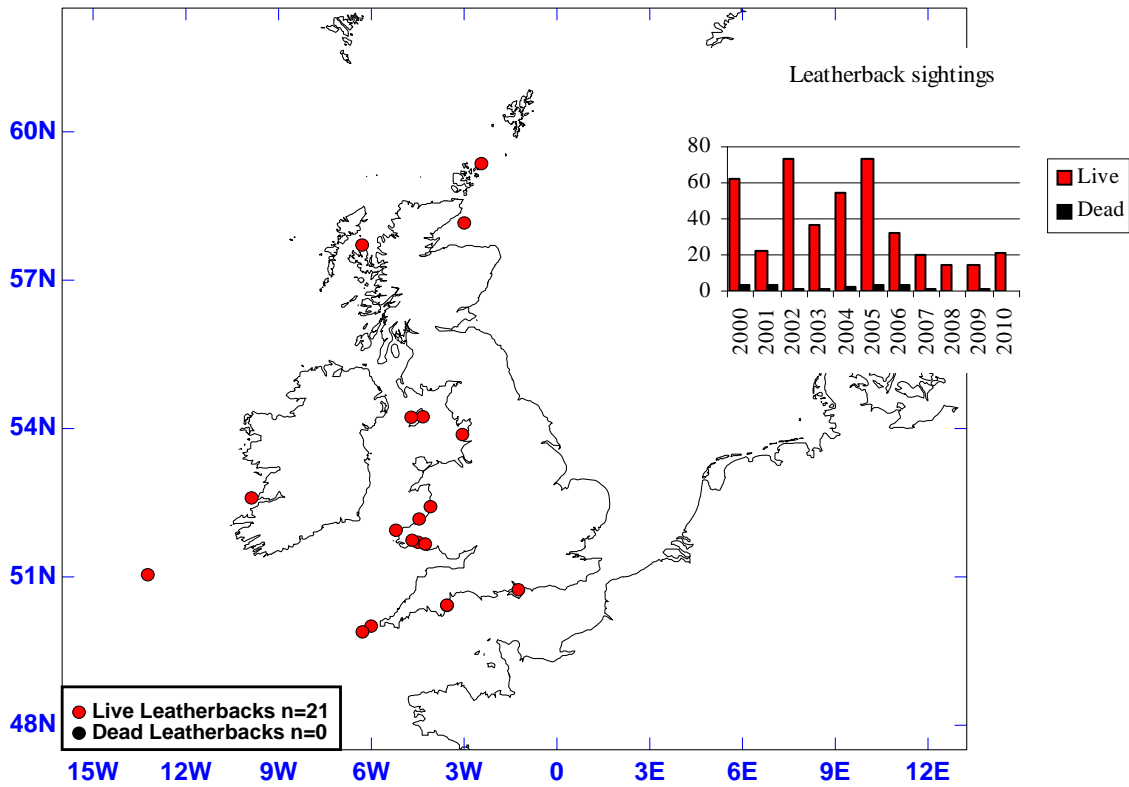 Leatherback sightings
80
60
40
20
0
2000
2001
2002
2003
2004
2005
2006
2007
2008
2009
2010
Live
Dead
60N
57N
54N
51N
48N
Live Leatherbacks n=21
Dead Leatherbacks n=0
15W 12W 9W 6W 3W 0 3E 6E 9E 12E